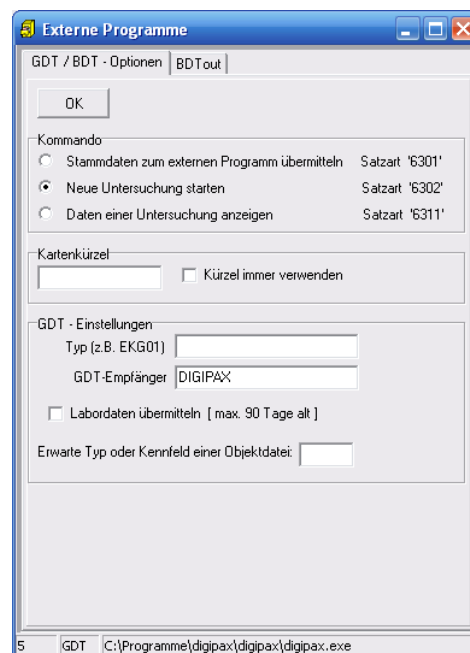 Externe Programme
GDT / BDT - Optionen BDTout
OK
Kommando
Stammdaten zum externen Programm übermitteln Satzart '6301'
Neue Untersuchung starten Satzart '6302'
Daten einer Untersuchung anzeigen Satzart '6311'
Kartenkürzel
Kürzel immer verwenden
GDT - Einstellungen
Typ (z.B. EKG01)
GDT-Empfänger DIGIPAX
Labordaten übermitteln [ max. 90 Tage alt ]
Erwarte Typ oder Kennfeld einer Objektdatei:
5 GDT C:\Programme\digipax\digipax\digipax.exe